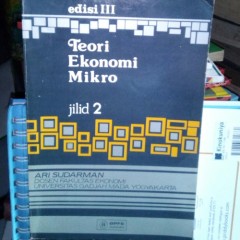 edisi III
Teori
Ekonomi
Mikro
jilid 2
ARI SUDARMAN
DOSEN FAKULTAS EKONOMI
UNIVERSITAS GADJAH MADA YOGYAKARTA